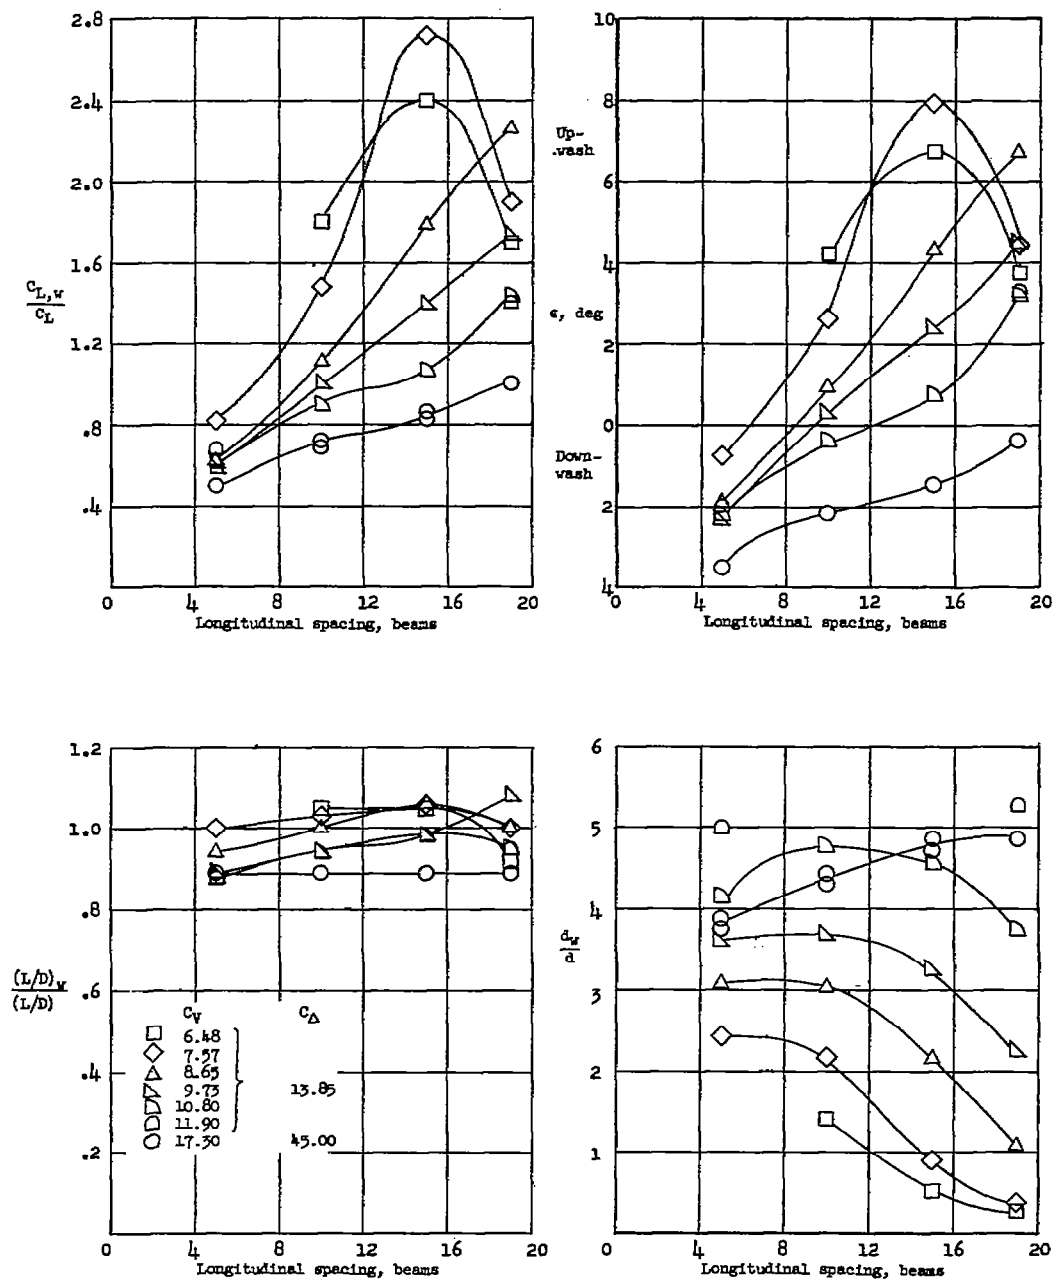 2.8
2.4
2.0
1.6
C_L,w
C_L
1.2
.8
.4
0 4 8 12 16 20
Longitudinal spacing, beams
10
8
Up-
wash
6
4
ϵ, deg
2
0
Down-
wash
2
4
0 4 8 12 16 20
Longitudinal spacing, beams
1.2
1.0
.8
(L/D)_w
(L/D)
.6
.4
.2
C_V C_Δ
6.48
7.57
8.65
9.73 13.85
10.80
11.90
17.30 45.00
0 4 8 12 16 20
Longitudinal spacing, beams
6
5
4
d_w
d
3
2
1
0 4 8 12 16 20
Longitudinal spacing, beams